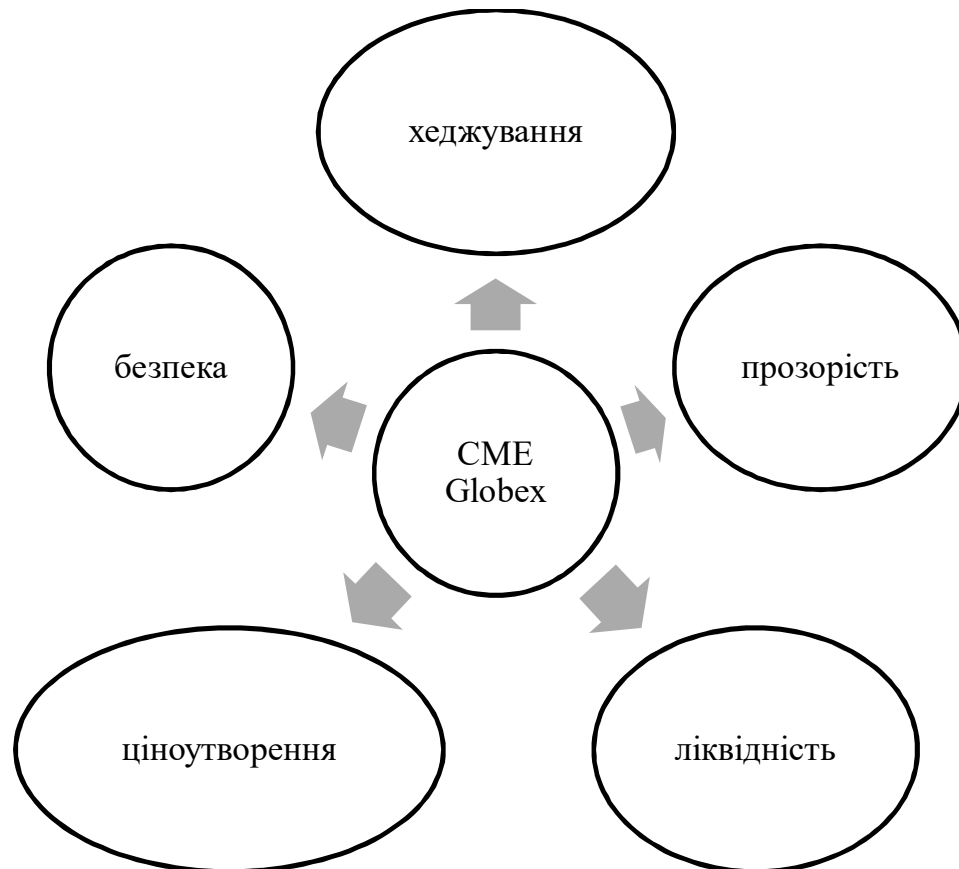 хеджування
безпека
прозорість
CME
Globex
ціноутворення
ліквідність